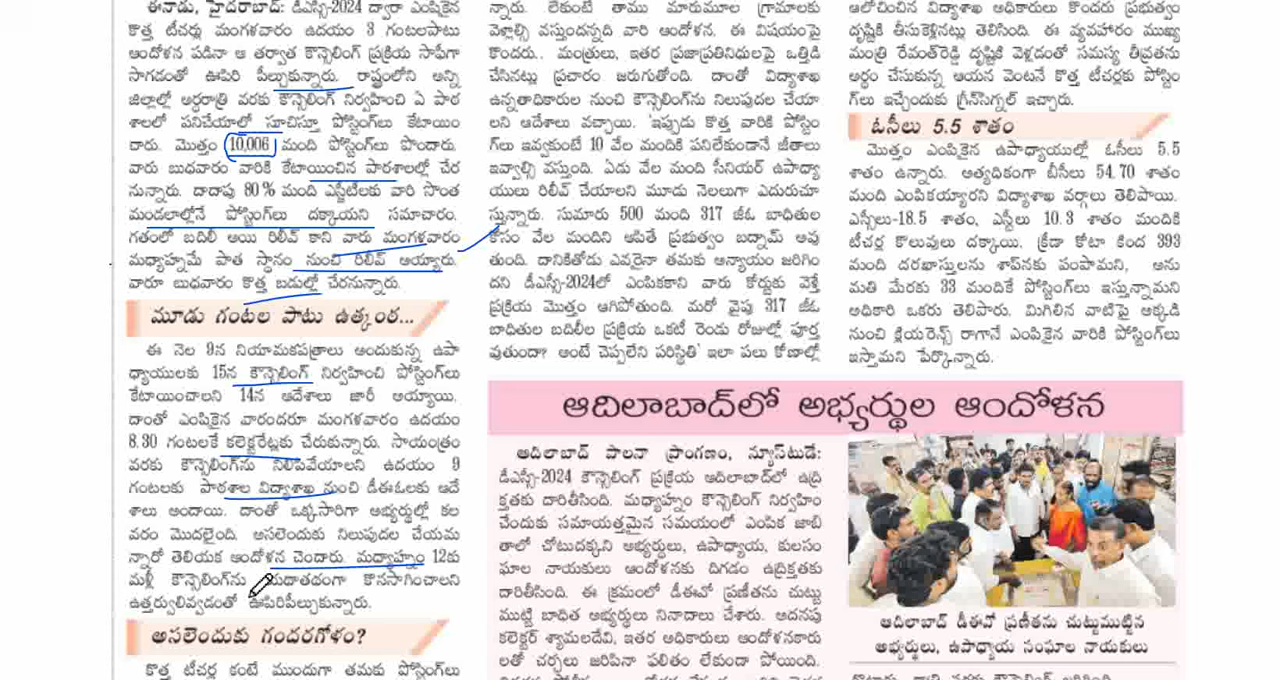 ఈనాడు, హైదరాబాద్: డీఎస్సీ-2024 ద్వారా ఎంపికైన
కొత్త టీచర్లు మంగళవారం ఉదయం 3 గంటలపాటు
ఆందోళన పడినా ఆ తర్వాత కౌన్సెలింగ్ ప్రక్రియ సాఫీగా
సాగడంతో ఊపిరి పీల్చుకున్నారు. రాష్ట్రంలోని అన్ని
జిల్లాల్లో అర్ధరాత్రి వరకు కౌన్సెలింగ్ నిర్వహించి ఏ పాఠ
శాలలో పనిచేయాల్లో సూచిస్తూ పోస్టింగ్‌లు కేటాయిం
చారు. మొత్తం 10,006 మంది పోస్టింగ్‌లు పొందారు.
వారు బుధవారం వారికి కేటాయించిన పాఠశాలల్లో చేర
నున్నారు. దాదాపు 80% మంది ఎస్జీటీలకు వారి సొంత
మండలాల్లోనే పోస్టింగ్‌లు దక్కాయని సమాచారం.
గతంలో బదిలీ అయి రిలీవ్ కాని వారు మంగళవారం
మధ్యాహ్నమే పాత స్థానం నుంచి రిలీవ్ అయ్యారు.
వారూ బుధవారం కొత్త బడుల్లో చేరనున్నారు.
మూడు గంటల పాటు ఉత్కంఠ...
ఈ నెల 9న నియామకపత్రాలు అందుకున్న ఉపా
ధ్యాయులకు 15న కౌన్సెలింగ్ నిర్వహించి పోస్టింగ్‌లు
కేటాయించాలని 14న ఆదేశాలు జారీ అయ్యాయి.
దాంతో ఎంపికైన వారందరూ మంగళవారం ఉదయం
8.30 గంటలకే కలెక్టరేట్లకు చేరుకున్నారు. సాయంత్రం
వరకు కౌన్సెలింగ్‌ను నిలిపివేయాలని ఉదయం 9
గంటలకు పాఠశాల విద్యాశాఖ నుంచి డీఈఓలకు ఆదే
శాలు అందాయి. దాంతో ఒక్కసారిగా అభ్యర్థుల్లో కల
వరం మొదలైంది. అసలెందుకు నిలుపుదల చేయమ
న్నారో తెలియక ఆందోళన చెందారు. మధ్యాహ్నం 12కు
మళ్లీ కౌన్సెలింగ్‌ను యథాతథంగా కొనసాగించాలని
ఉత్తర్వులివ్వడంతో ఊపిరిపీల్చుకున్నారు.
అసలెందుకు గందరగోళం?
కొత్త టీచర్ల కంటే ముందుగా తమకు పోస్టింగ్‌లు
న్నారు. లేకుంటే తాము మారుమూల గ్రామాలకు
వెళ్లాల్సి వస్తుందన్నది వారి ఆందోళన. ఈ విషయంపై
కొందరు.. మంత్రులు, ఇతర ప్రజాప్రతినిధులపై ఒత్తిడి
చేసినట్లు ప్రచారం జరుగుతోంది. దాంతో విద్యాశాఖ
ఉన్నతాధికారుల నుంచి కౌన్సెలింగ్‌ను నిలుపుదల చేయా
లని ఆదేశాలు వచ్చాయి. 'ఇప్పుడు కొత్త వారికి పోస్టిం
గ్‌లు ఇవ్వకుంటే 10 వేల మందికి పనిలేకుండానే జీతాలు
ఇవ్వాల్సి వస్తుంది. ఏడు వేల మంది సీనియర్ ఉపాధ్యా
యులు రిలీవ్ చేయాలని మూడు నెలలుగా ఎదురుచూ
స్తున్నారు. సుమారు 500 మంది 317 జీఓ బాధితుల
కోసం వేల మందిని ఆపితే ప్రభుత్వం బద్నామ్ అవు
తుంది. దానికితోడు ఎవరైనా తమకు అన్యాయం జరిగిం
దని డీఎస్సీ-2024లో ఎంపికకాని వారు కోర్టుకు వెళ్తే
ప్రక్రియ మొత్తం ఆగిపోతుంది. మరో వైపు 317 జీఓ
బాధితుల బదిలీల ప్రక్రియ ఒకటీ రెండు రోజుల్లో పూర్త
వుతుందా? అంటే చెప్పలేని పరిస్థితి' ఇలా పలు కోణాల్లో
ఆలోచించిన విద్యాశాఖ అధికారులు కొందరు ప్రభుత్వం
దృష్టికి తీసుకెళ్లినట్లు తెలిసింది. ఈ వ్యవహారం ముఖ్య
మంత్రి రేవంత్‌రెడ్డి దృష్టికి వెళ్లడంతో సమస్య తీవ్రతను
అర్థం చేసుకున్న ఆయన వెంటనే కొత్త టీచర్లకు పోస్టిం
గ్‌లు ఇచ్చేందుకు గ్రీన్‌సిగ్నల్ ఇచ్చారు.
ఓసీలు 5.5 శాతం
మొత్తం ఎంపికైన ఉపాధ్యాయుల్లో ఓసీలు 5.5
శాతం ఉన్నారు. అత్యధికంగా బీసీలు 54.70 శాతం
మంది ఎంపికయ్యారని విద్యాశాఖ వర్గాలు తెలిపాయి.
ఎస్సీలు-18.5 శాతం, ఎస్టీలు 10.3 శాతం మందికి
టీచర్ల కొలువులు దక్కాయి. క్రీడా కోటా కింద 393
మంది దరఖాస్తులను శాప్‌నకు పంపామని, అను
మతి మేరకు 33 మందికే పోస్టింగ్‌లు ఇస్తున్నామని
అధికారి ఒకరు తెలిపారు. మిగిలిన వాటిపై అక్కడి
నుంచి క్లియరెన్స్ రాగానే ఎంపికైన వారికి పోస్టింగ్‌లు
ఇస్తామని పేర్కొన్నారు.
ఆదిలాబాద్‌లో అభ్యర్థుల ఆందోళన
ఆదిలాబాద్ పాలనా ప్రాంగణం, న్యూస్‌టుడే:
డీఎస్సీ-2024 కౌన్సెలింగ్ ప్రక్రియ ఆదిలాబాద్‌లో ఉద్రి
క్తతకు దారితీసింది. మధ్యాహ్నం కౌన్సెలింగ్ నిర్వహిం
చేందుకు సమాయత్తమైన సమయంలో ఎంపిక జాబి
తాలో చోటుదక్కని అభ్యర్థులు, ఉపాధ్యాయ, కులసం
ఘాల నాయకులు ఆందోళనకు దిగడం ఉద్రిక్తతకు
దారితీసింది. ఈ క్రమంలో డీఈవో ప్రణీతను చుట్టు
ముట్టి బాధిత అభ్యర్థులు నినాదాలు చేశారు. అదనపు
కలెక్టర్ శ్యామలదేవి, ఇతర అధికారులు ఆందోళనకారు
లతో చర్చలు జరిపినా ఫలితం లేకుండా పోయింది.
ఆదిలాబాద్ డీఈవో ప్రణీతను చుట్టుముట్టిన
అభ్యర్థులు, ఉపాధ్యాయ సంఘాల నాయకులు